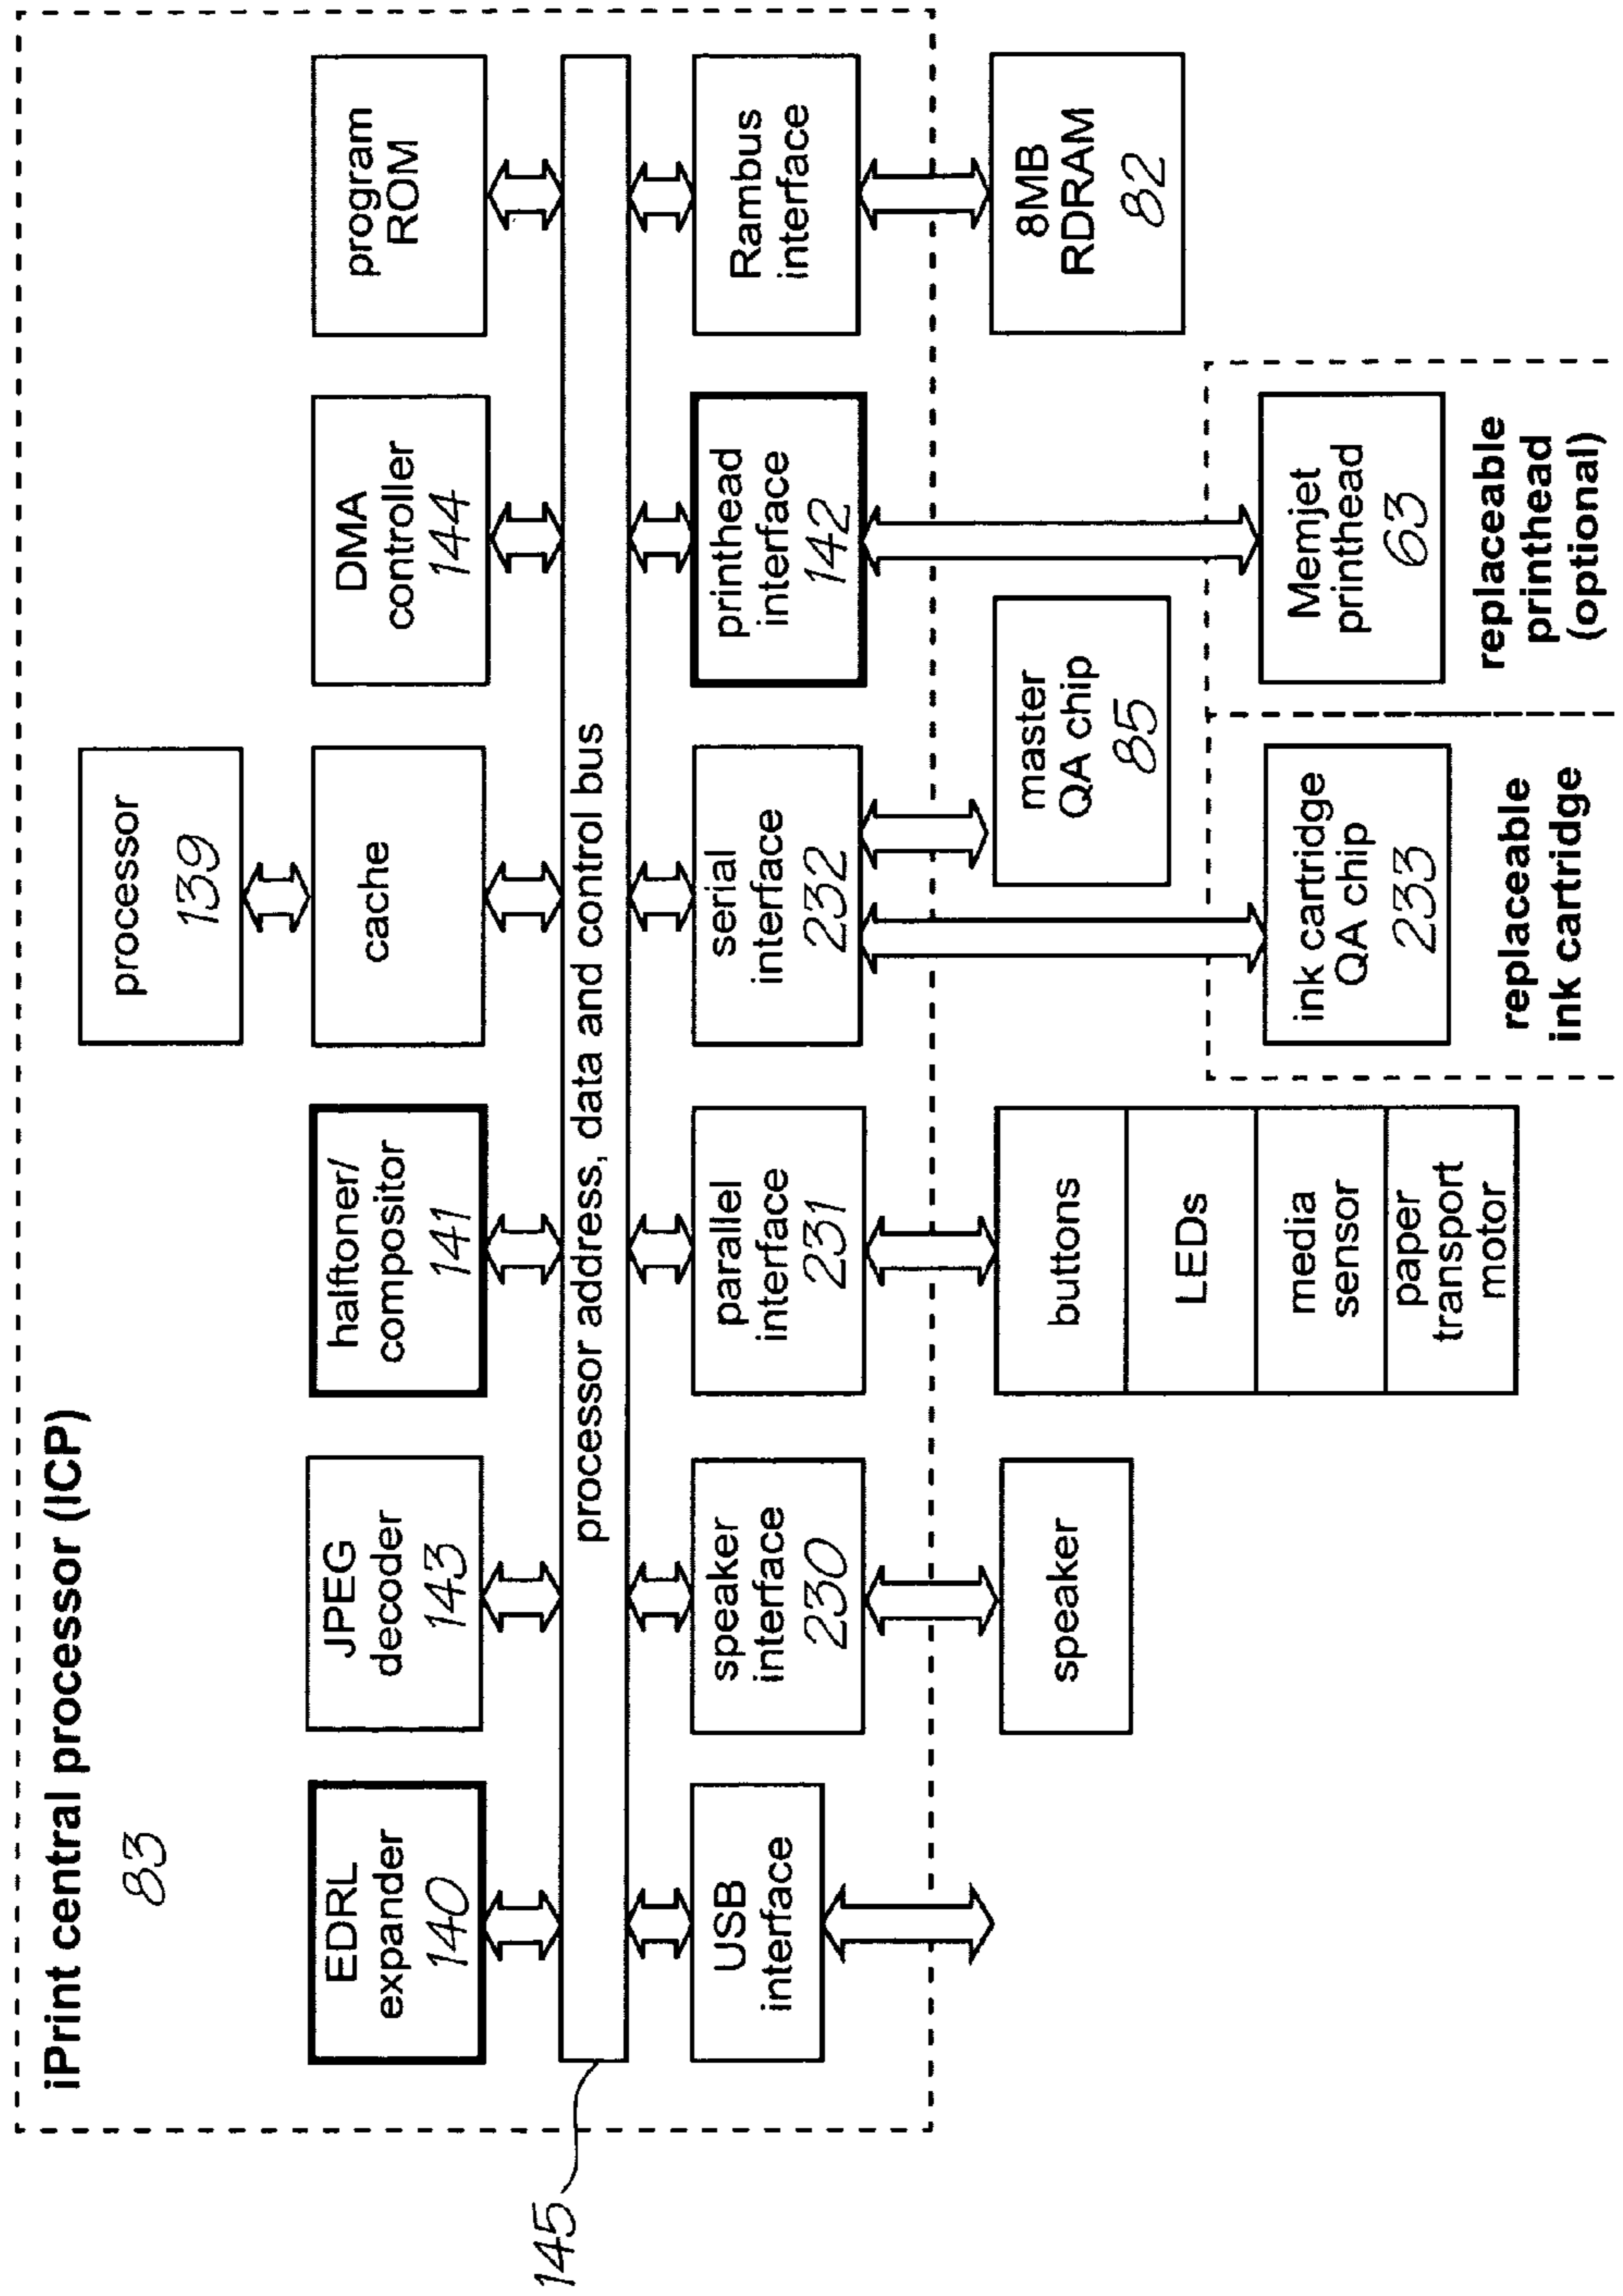 iPrint central processor (ICP)
83
processor
139
EDRL
expander
140
JPEG
decoder
143
halftoner/
compositor
141
cache
DMA
controller
144
program
ROM
145
processor address, data and control bus
USB
interface
speaker
interface
230
parallel
interface
231
serial
interface
232
printhead
interface
142
Rambus
interface
speaker
buttons
LEDs
media
sensor
paper
transport
motor
master
QA chip
85
8MB
RDRAM
82
ink cartridge
QA chip
233
replaceable
ink cartridge
Memjet
printhead
63
replaceable
printhead
(optional)